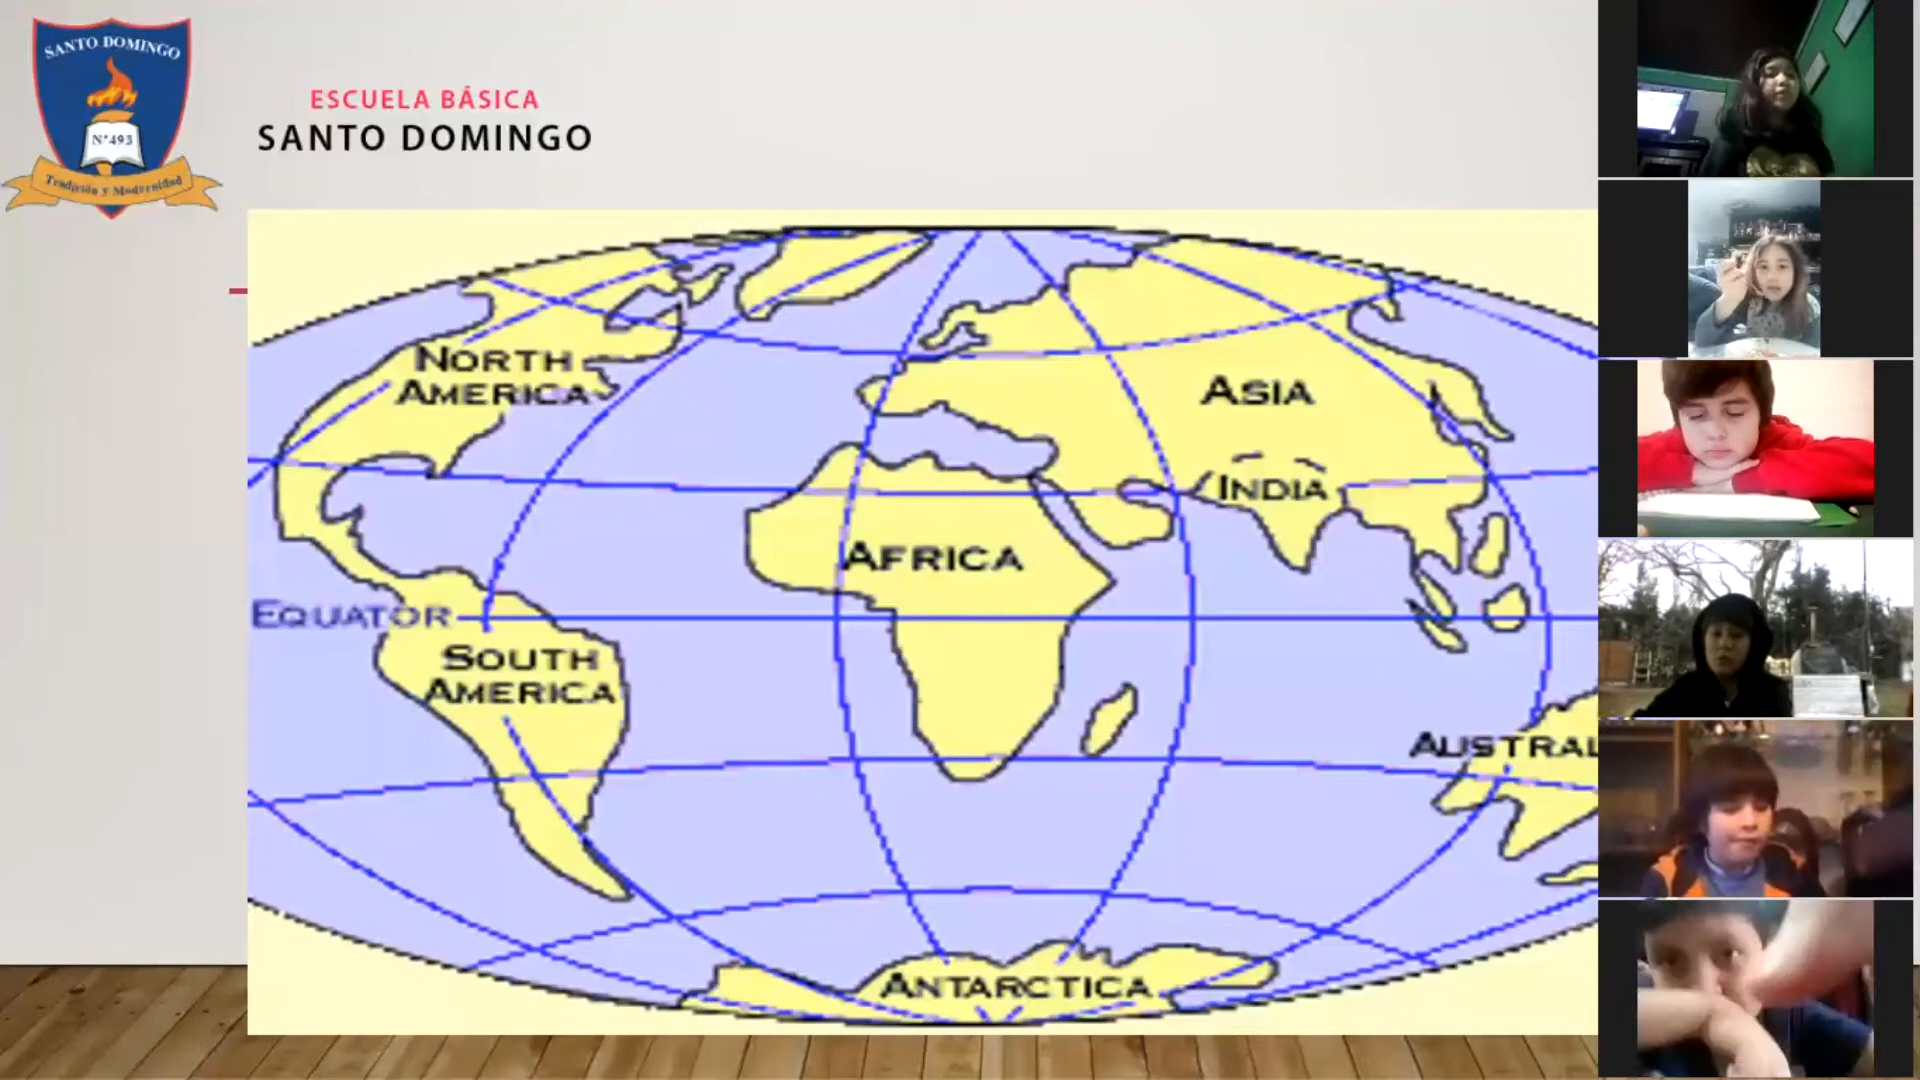 SANTO DOMINGO
N°493
Tradición y Modernidad
ESCUELA BÁSICA
SANTO DOMINGO
NORTH
AMERICA
ASIA
INDIA
AFRICA
EQUATOR
SOUTH
AMERICA
AUSTRAL
ANTARCTICA